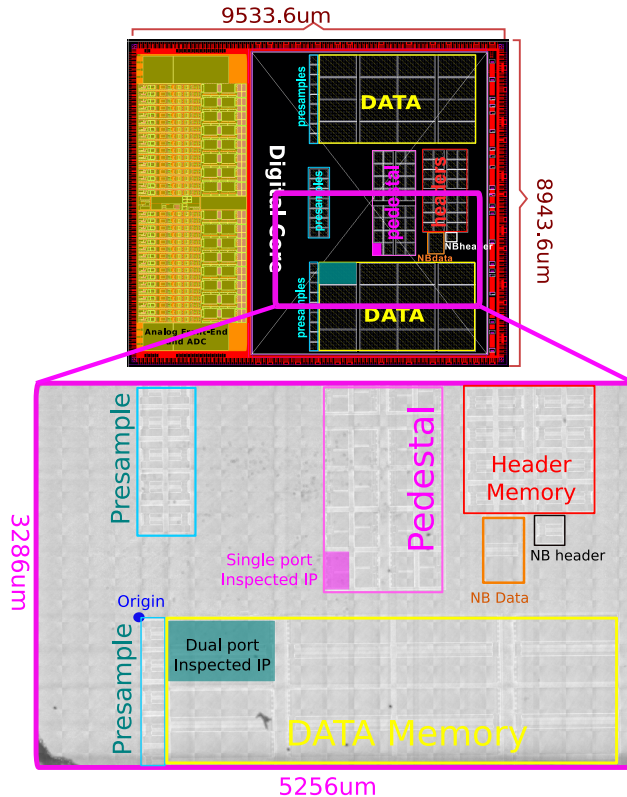 9533.6um
8943.6um
presamples
DATA
Digital Core
presamples
pedestal
headers
NBheader
NBdata
presamples
DATA
Analog Front-End
and ADC
3286um
Presample
Pedestal
Header
Memory
Single port
Inspected IP
NB header
NB Data
Origin
Presample
Dual port
Inspected IP
DATA Memory
5256um